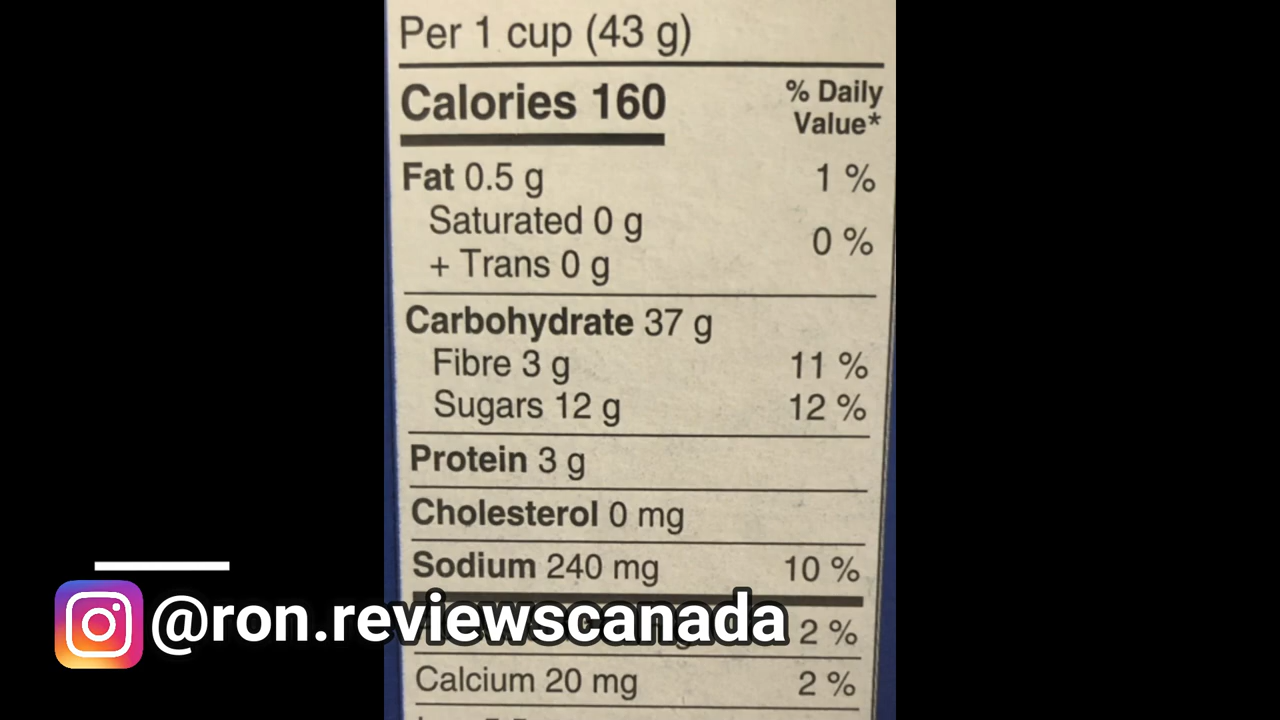 Per 1 cup (43 g)
Calories 160
% Daily
Value*
Fat 0.5 g 1 %
Saturated 0 g
+ Trans 0 g
0 %
Carbohydrate 37 g
Fibre 3 g 11 %
Sugars 12 g 12 %
Protein 3 g
Cholesterol 0 mg
Sodium 240 mg 10 %
@ron.reviewscanada
2 %
Calcium 20 mg 2 %